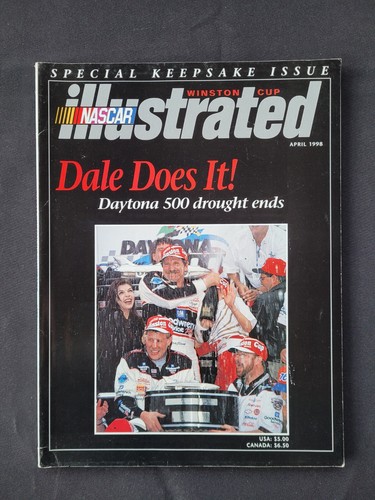 SPECIAL KEEPSAKE ISSUE
WINSTON CUP
NASCAR
illustrated
APRIL 1998
Dale Does It!
Daytona 500 drought ends
DAYTONA
USA: $5.00
CANADA: $6.50